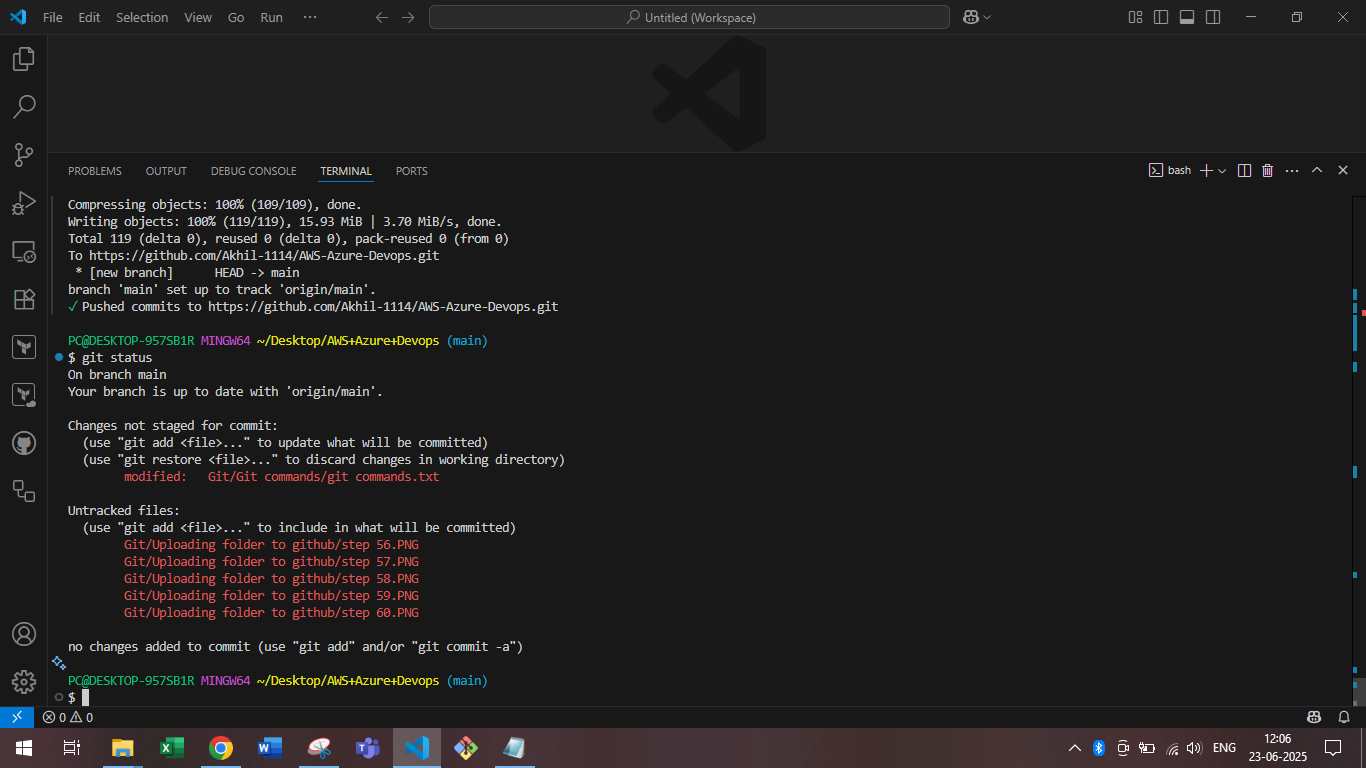 File Edit Selection View Go Run ···
Untitled (Workspace)
PROBLEMS OUTPUT DEBUG CONSOLE TERMINAL PORTS
bash
Compressing objects: 100% (109/109), done.
Writing objects: 100% (119/119), 15.93 MiB | 3.70 MiB/s, done.
Total 119 (delta 0), reused 0 (delta 0), pack-reused 0 (from 0)
To https://github.com/Akhil-1114/AWS-Azure-Devops.git
* [new branch] HEAD -> main
branch 'main' set up to track 'origin/main'.
✓ Pushed commits to https://github.com/Akhil-1114/AWS-Azure-Devops.git
PC@DESKTOP-957SB1R MINGW64 ~/Desktop/AWS+Azure+Devops (main)
$ git status
On branch main
Your branch is up to date with 'origin/main'.
Changes not staged for commit:
(use "git add <file>..." to update what will be committed)
(use "git restore <file>..." to discard changes in working directory)
modified: Git/Git commands/git commands.txt
Untracked files:
(use "git add <file>..." to include in what will be committed)
Git/Uploading folder to github/step 56.PNG
Git/Uploading folder to github/step 57.PNG
Git/Uploading folder to github/step 58.PNG
Git/Uploading folder to github/step 59.PNG
Git/Uploading folder to github/step 60.PNG
no changes added to commit (use "git add" and/or "git commit -a")
PC@DESKTOP-957SB1R MINGW64 ~/Desktop/AWS+Azure+Devops (main)
$
0 0
ENG
12:06
23-06-2025